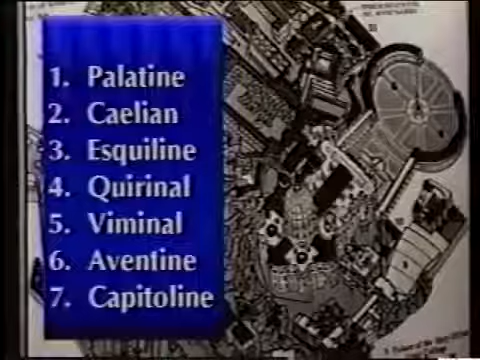 1. Palatine
2. Caelian
3. Esquiline
4. Quirinal
5. Viminal
6. Aventine
7. Capitoline